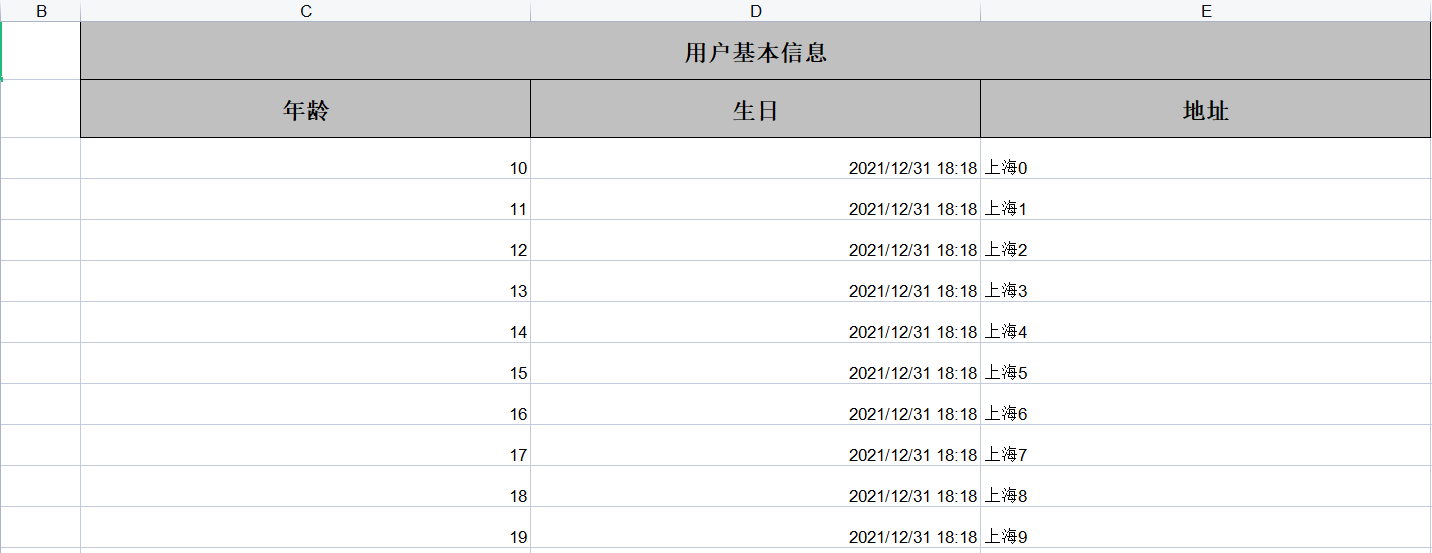 B C D E
用户基本信息
年龄 生日 地址
10 2021/12/31 18:18 上海0
11 2021/12/31 18:18 上海1
12 2021/12/31 18:18 上海2
13 2021/12/31 18:18 上海3
14 2021/12/31 18:18 上海4
15 2021/12/31 18:18 上海5
16 2021/12/31 18:18 上海6
17 2021/12/31 18:18 上海7
18 2021/12/31 18:18 上海8
19 2021/12/31 18:18 上海9